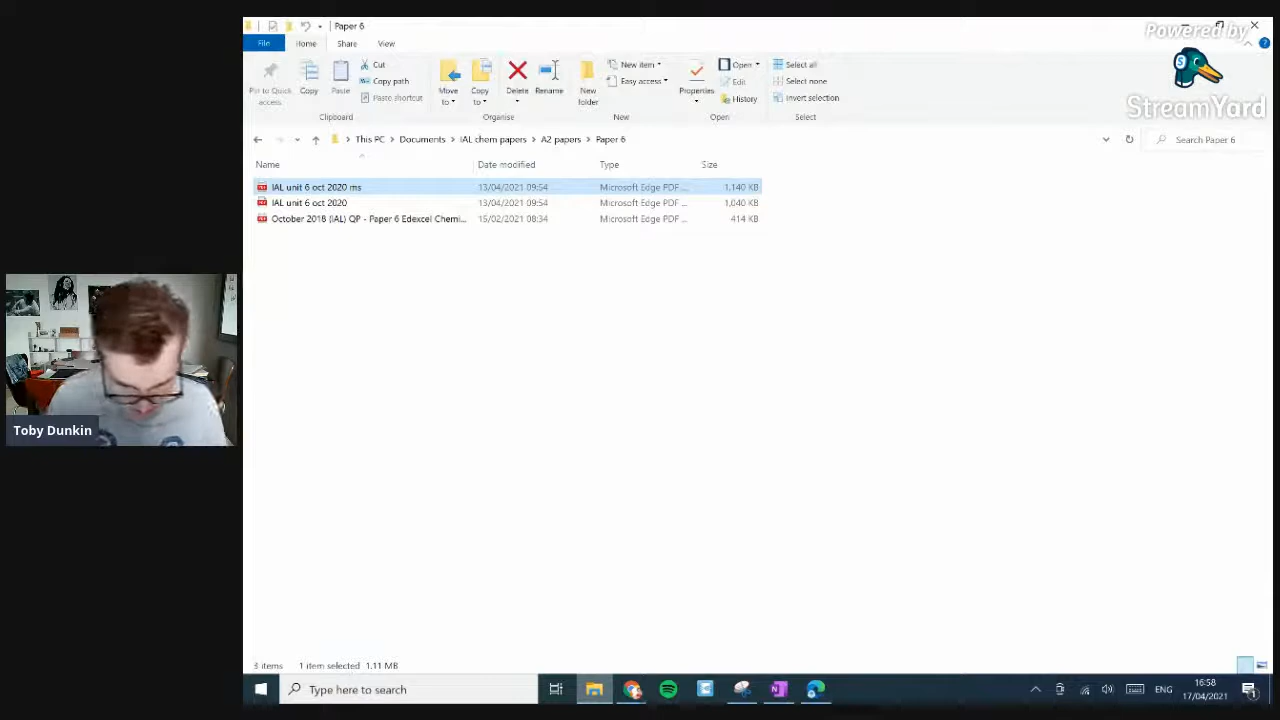 Paper 6
Powered by
StreamYard
File Home Share View
Pin to Quick access
Copy
Paste
Cut
Copy path
Paste shortcut
Clipboard
Move to
Copy to
Delete
Rename
Organise
New folder
New item
Easy access
New
Properties
Open
Edit
History
Open
Select all
Select none
Invert selection
Select
This PC > Documents > IAL chem papers > A2 papers > Paper 6
Search Paper 6
Name Date modified Type Size
IAL unit 6 oct 2020 ms 13/04/2021 09:54 Microsoft Edge PDF ... 1,140 KB
IAL unit 6 oct 2020 13/04/2021 09:54 Microsoft Edge PDF ... 1,040 KB
October 2018 (IAL) QP - Paper 6 Edexcel Chemi... 15/02/2021 08:34 Microsoft Edge PDF ... 414 KB
Toby Dunkin
3 items 1 item selected 1.11 MB
Type here to search
ENG
16:58
17/04/2021